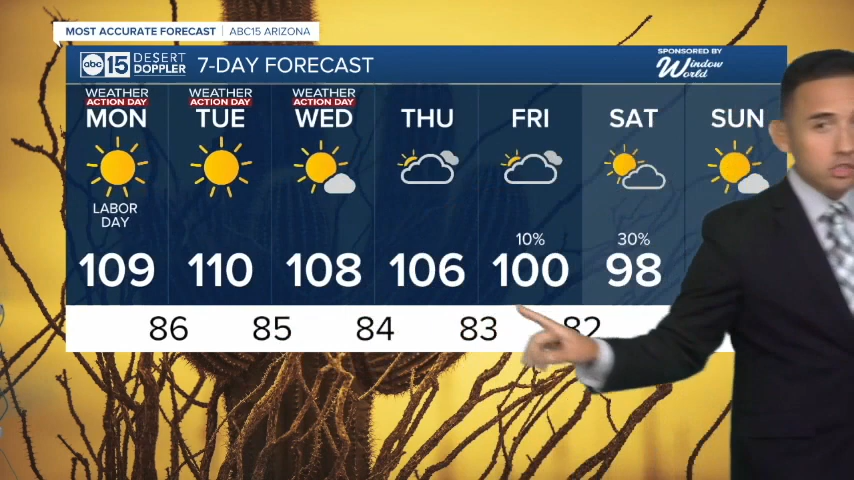 MOST ACCURATE FORECAST ABC15 ARIZONA
abc 15 DESERT DOPPLER 7-DAY FORECAST
SPONSORED BY
Window World
WEATHER WEATHER WEATHER
ACTION DAY ACTION DAY ACTION DAY
MON TUE WED THU FRI SAT SUN
LABOR
DAY
10% 30%
109 110 108 106 100 98
86 85 84 83 82